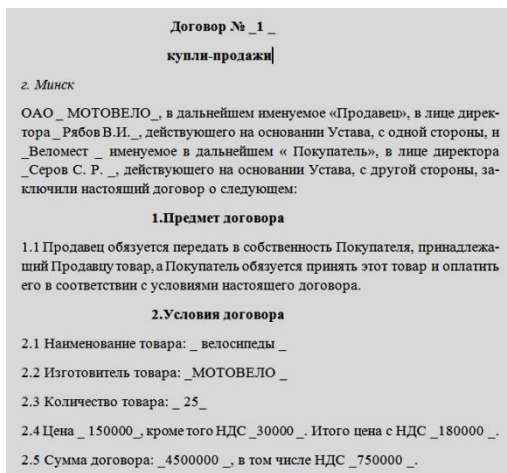 Договор № _1 _
купли-продажи
г. Минск
ОАО _ МОТОВЕЛО_, в дальнейшем именуемое «Продавец», в лице дирек-
тора _ Рябов В.И._, действующего на основании Устава, с одной стороны, и
_Веломест _ именуемое в дальнейшем « Покупатель», в лице директора
_Серов С. Р. _, действующего на основании Устава, с другой стороны, за-
ключили настоящий договор о следующем:
1.Предмет договора
1.1 Продавец обязуется передать в собственность Покупателя, принадлежа-
щий Продавцу товар, а Покупатель обязуется принять этот товар и оплатить
его в соответствии с условиями настоящего договора.
2.Условия договора
2.1 Наименование товара: _ велосипеды _
2.2 Изготовитель товара: _МОТОВЕЛО _
2.3 Количество товара: _ 25_
2.4 Цена _ 150000_, кроме того НДС _30000 _. Итого цена с НДС _180000 _.
2.5 Сумма договора: _4500000 _, в том числе НДС _750000 _.